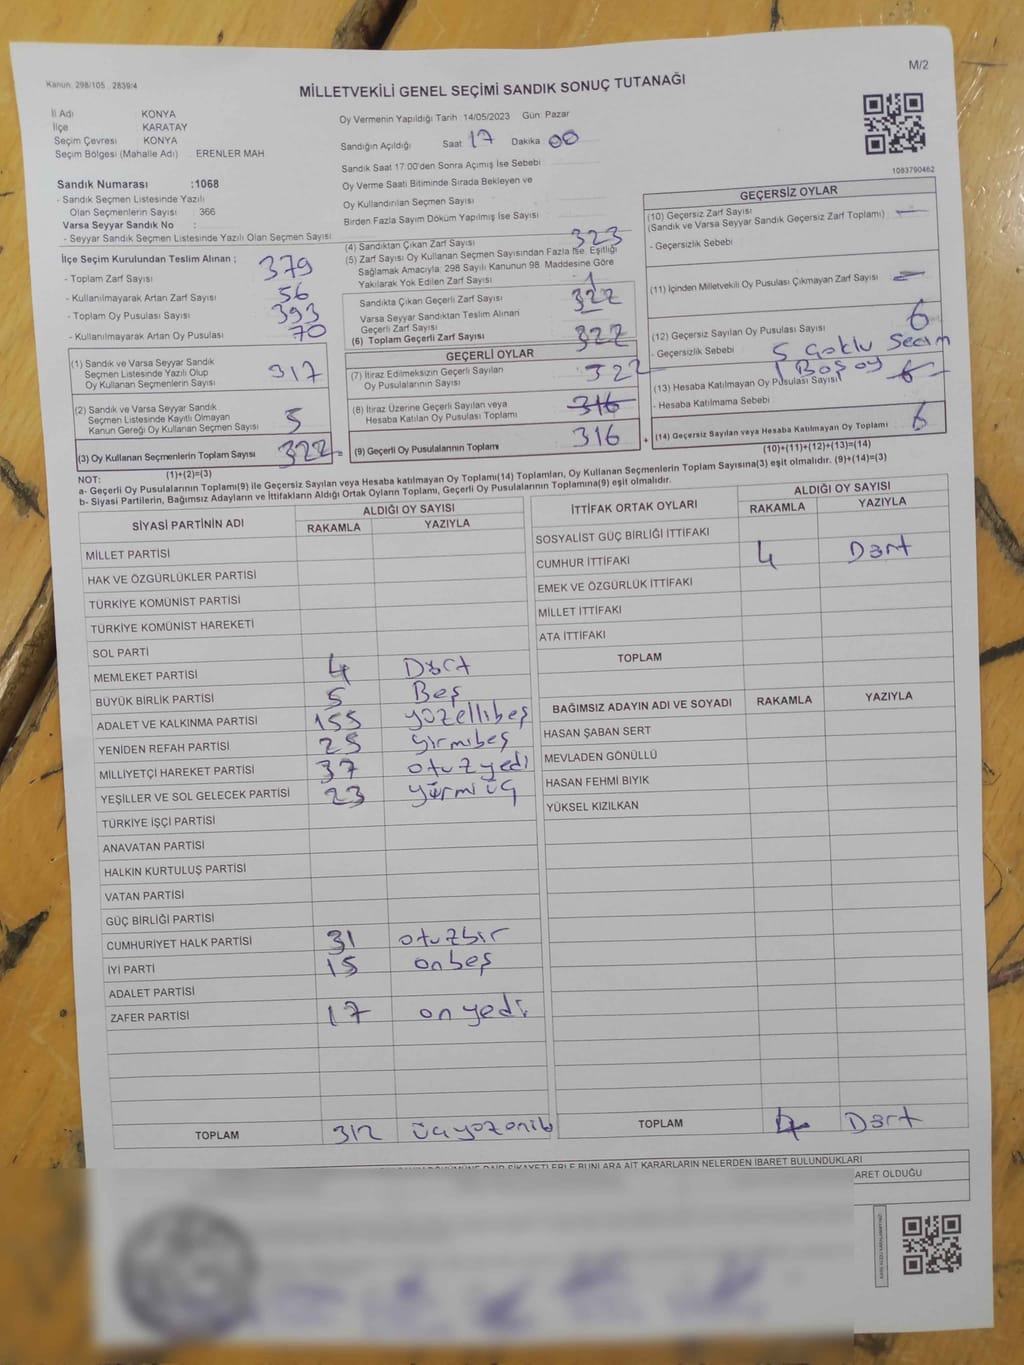 Kanun: 298/105 , 2839:4
M/2
MİLLETVEKİLİ GENEL SEÇİMİ SANDIK SONUÇ TUTANAĞI
İl Adı KONYA
İlçe KARATAY
Seçim Çevresi KONYA
Seçim Bölgesi (Mahalle Adı) : ERENLER MAH
Sandık Numarası :1068
- Sandık Seçmen Listesinde Yazılı
Olan Seçmenlerin Sayısı : 366
Varsa Seyyar Sandık No :
- Seyyar Sandık Seçmen Listesinde Yazılı Olan Seçmen Sayısı
Oy Vermenin Yapıldığı Tarih : 14/05/2023 Gün: Pazar
Sandığın Açıldığı Saat : 17 Dakika : 00
Sandık Saat 17:00'den Sonra Açımış İse Sebebi
Oy Verme Saati Bitiminde Sırada Bekleyen ve
Oy Kullandırılan Seçmen Sayısı
Birden Fazla Sayım Döküm Yapılmış İse Sayısı
1083790462
İlçe Seçim Kurulundan Teslim Alınan ;
- Toplam Zarf Sayısı : 379
- Kullanılmayarak Artan Zarf Sayısı : 56
- Toplam Oy Pusulası Sayısı : 393
- Kullanılmayarak Artan Oy Pusulası : 70
(1) Sandık ve Varsa Seyyar Sandık
Seçmen Listesinde Yazılı Olup
Oy Kullanan Seçmenlerin Sayısı 317
(2) Sandık ve Varsa Seyyar Sandık
Seçmen Listesinde Kayıtlı Olmayan
Kanun Gereği Oy Kullanan Seçmen Sayısı 5
(3) Oy Kullanan Seçmenlerin Toplam Sayısı 322
(1)+(2)=(3)
(4) Sandıktan Çıkan Zarf Sayısı 323
(5) Zarf Sayısı Oy Kullanan Seçmen Sayısından Fazla İse, Eşitliği
Sağlamak Amacıyla; 298 Sayılı Kanunun 98. Maddesine Göre
Yakılarak Yok Edilen Zarf Sayısı 1
Sandıkta Çıkan Geçerli Zarf Sayısı 322
Varsa Seyyar Sandıktan Teslim Alınan
Geçerli Zarf Sayısı
(6) Toplam Geçerli Zarf Sayısı 322
GEÇERLİ OYLAR
(7) İtiraz Edilmeksizin Geçerli Sayılan
Oy Pusulalarının Sayısı 322
(8) İtiraz Üzerine Geçerli Sayılan veya
Hesaba Katılan Oy Pusulası Toplamı 316
(9) Geçerli Oy Pusulalarının Toplamı 316
GEÇERSİZ OYLAR
(10) Geçersiz Zarf Sayısı
(Sandık ve Varsa Seyyar Sandık Geçersiz Zarf Toplamı) —
- Geçersizlik Sebebi
(11) İçinden Milletvekili Oy Pusulası Çıkmayan Zarf Sayısı —
(12) Geçersiz Sayılan Oy Pusulası Sayısı 6
- Geçersizlik Sebebi 5 Çoklu Seçim
1 Boş oy
(13) Hesaba Katılmayan Oy Pusulası Sayısı 6
- Hesaba Katılmama Sebebi
+ (14) Geçersiz Sayılan veya Hesaba Katılmayan Oy Toplamı 6
(10)+(11)+(12)+(13)=(14)
NOT:
a- Geçerli Oy Pusulalarının Toplamı(9) ile Geçersiz Sayılan veya Hesaba katılmayan Oy Toplamı(14) Toplamları, Oy Kullanan Seçmenlerin Toplam Sayısına(3) eşit olmalıdır. (9)+(14)=(3)
b- Siyasi Partilerin, Bağımsız Adayların ve İttifakların Aldığı Ortak Oyların Toplamı, Geçerli Oy Pusulalarının Toplamına(9) eşit olmalıdır.
SİYASİ PARTİNİN ADI ALDIĞI OY SAYISI
RAKAMLA YAZIYLA
MİLLET PARTİSİ
HAK VE ÖZGÜRLÜKLER PARTİSİ
TÜRKİYE KOMÜNİST PARTİSİ
TÜRKİYE KOMÜNİST HAREKETİ
SOL PARTİ
MEMLEKET PARTİSİ 4 Dört
BÜYÜK BİRLİK PARTİSİ 5 Beş
ADALET VE KALKINMA PARTİSİ 155 yüzellibeş
YENİDEN REFAH PARTİSİ 25 yirmibeş
MİLLİYETÇİ HAREKET PARTİSİ 37 otuzyedi
YEŞİLLER VE SOL GELECEK PARTİSİ 23 yürmi üç
TÜRKİYE İŞÇİ PARTİSİ
ANAVATAN PARTİSİ
HALKIN KURTULUŞ PARTİSİ
VATAN PARTİSİ
GÜÇ BİRLİĞİ PARTİSİ
CUMHURİYET HALK PARTİSİ 31 otuzbir
İYİ PARTİ 15 onbeş
ADALET PARTİSİ
ZAFER PARTİSİ 17 onyedi
TOPLAM 312
İTTİFAK ORTAK OYLARI ALDIĞI OY SAYISI
RAKAMLA YAZIYLA
SOSYALİST GÜÇ BİRLİĞİ İTTİFAKI
CUMHUR İTTİFAKI 4 Dört
EMEK VE ÖZGÜRLÜK İTTİFAKI
MİLLET İTTİFAKI
ATA İTTİFAKI
TOPLAM
BAĞIMSIZ ADAYIN ADI VE SOYADI RAKAMLA YAZIYLA
HASAN ŞABAN SERT
MEVLADEN GÖNÜLLÜ
HASAN FEHMİ BIYIK
YÜKSEL KIZILKAN
TOPLAM 4 Dört
BUNLARA AİT KARARLARIN NELERDEN İBARET BULUNDUKLARI
ARET OLDUĞU